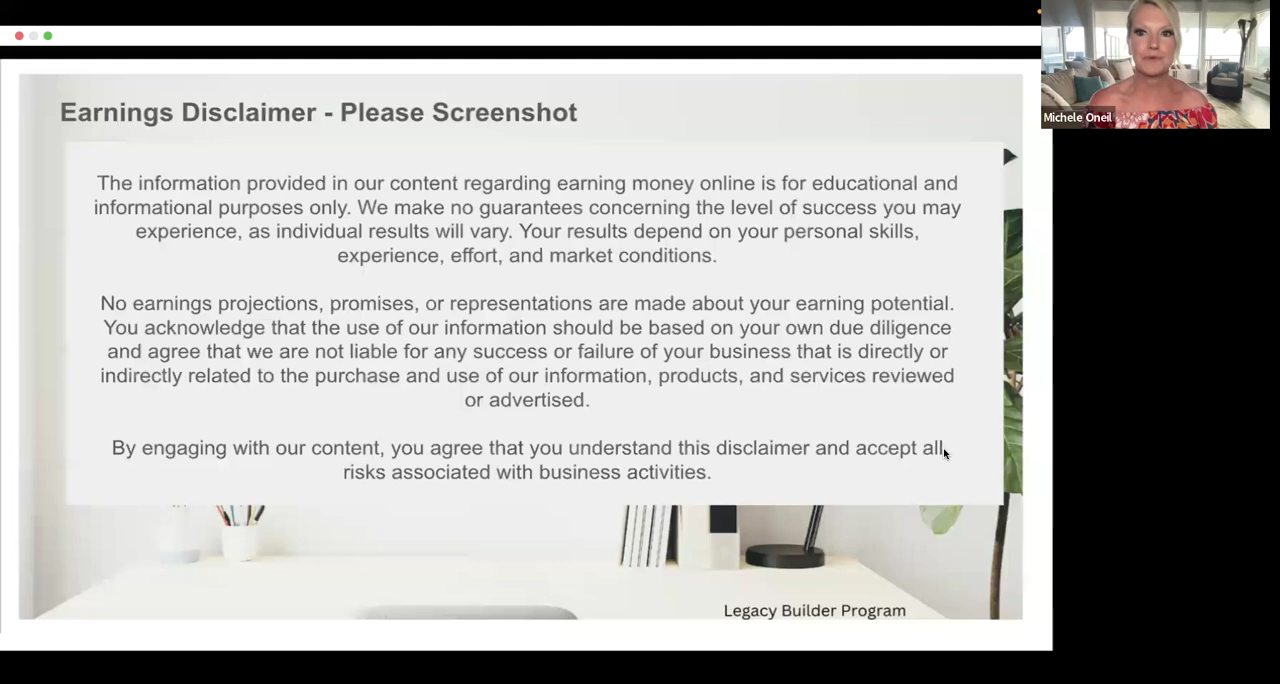 Earnings Disclaimer - Please Screenshot
The information provided in our content regarding earning money online is for educational and
informational purposes only. We make no guarantees concerning the level of success you may
experience, as individual results will vary. Your results depend on your personal skills,
experience, effort, and market conditions.
No earnings projections, promises, or representations are made about your earning potential.
You acknowledge that the use of our information should be based on your own due diligence
and agree that we are not liable for any success or failure of your business that is directly or
indirectly related to the purchase and use of our information, products, and services reviewed
or advertised.
By engaging with our content, you agree that you understand this disclaimer and accept all
risks associated with business activities.
Legacy Builder Program
Michele Oneil